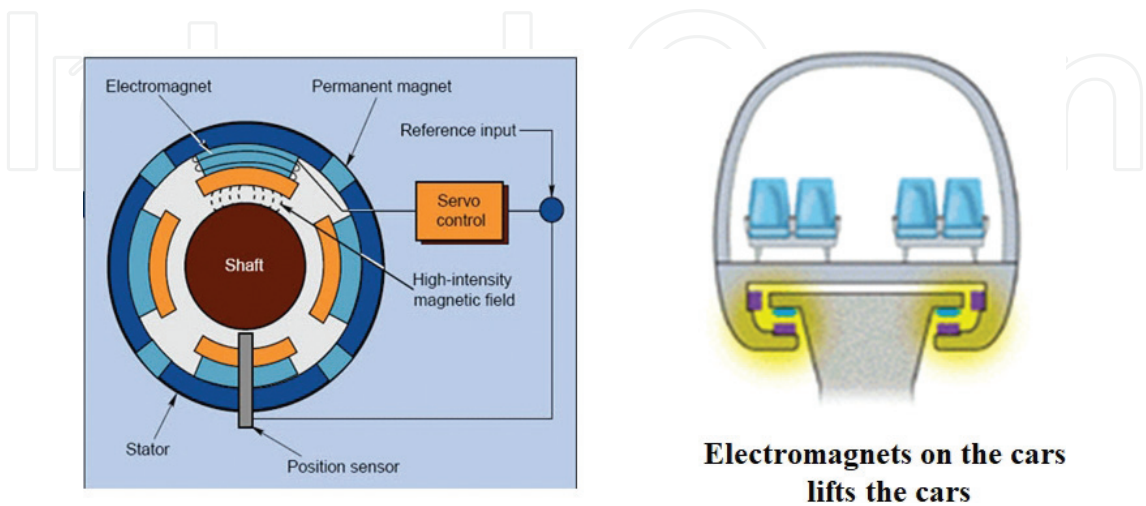 Electromagnet
Permanent magnet
Reference input
Servo
control
Shaft
High-intensity
magnetic field
Stator
Position sensor
Electromagnets on the cars
lifts the cars